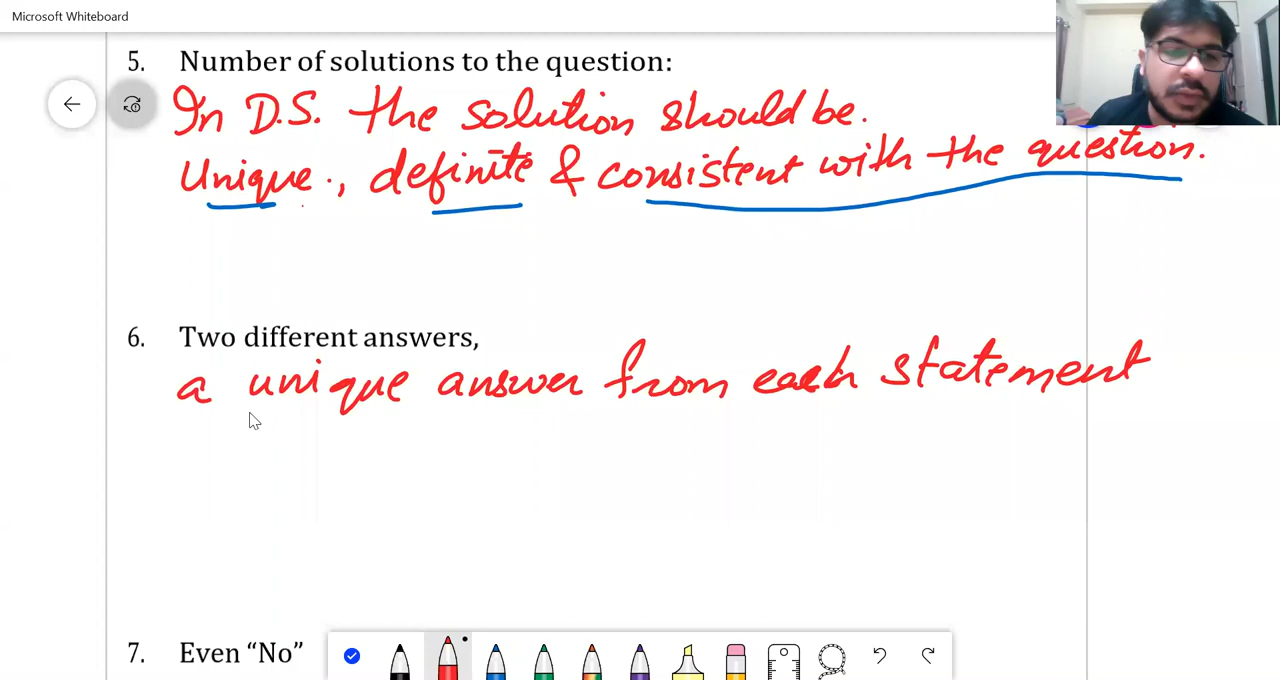 Microsoft Whiteboard
5. Number of solutions to the question:
In D.S. the solution should be.
Unique., definite & consistent with the question.
6. Two different answers,
a unique answer from each statement
7. Even “No”